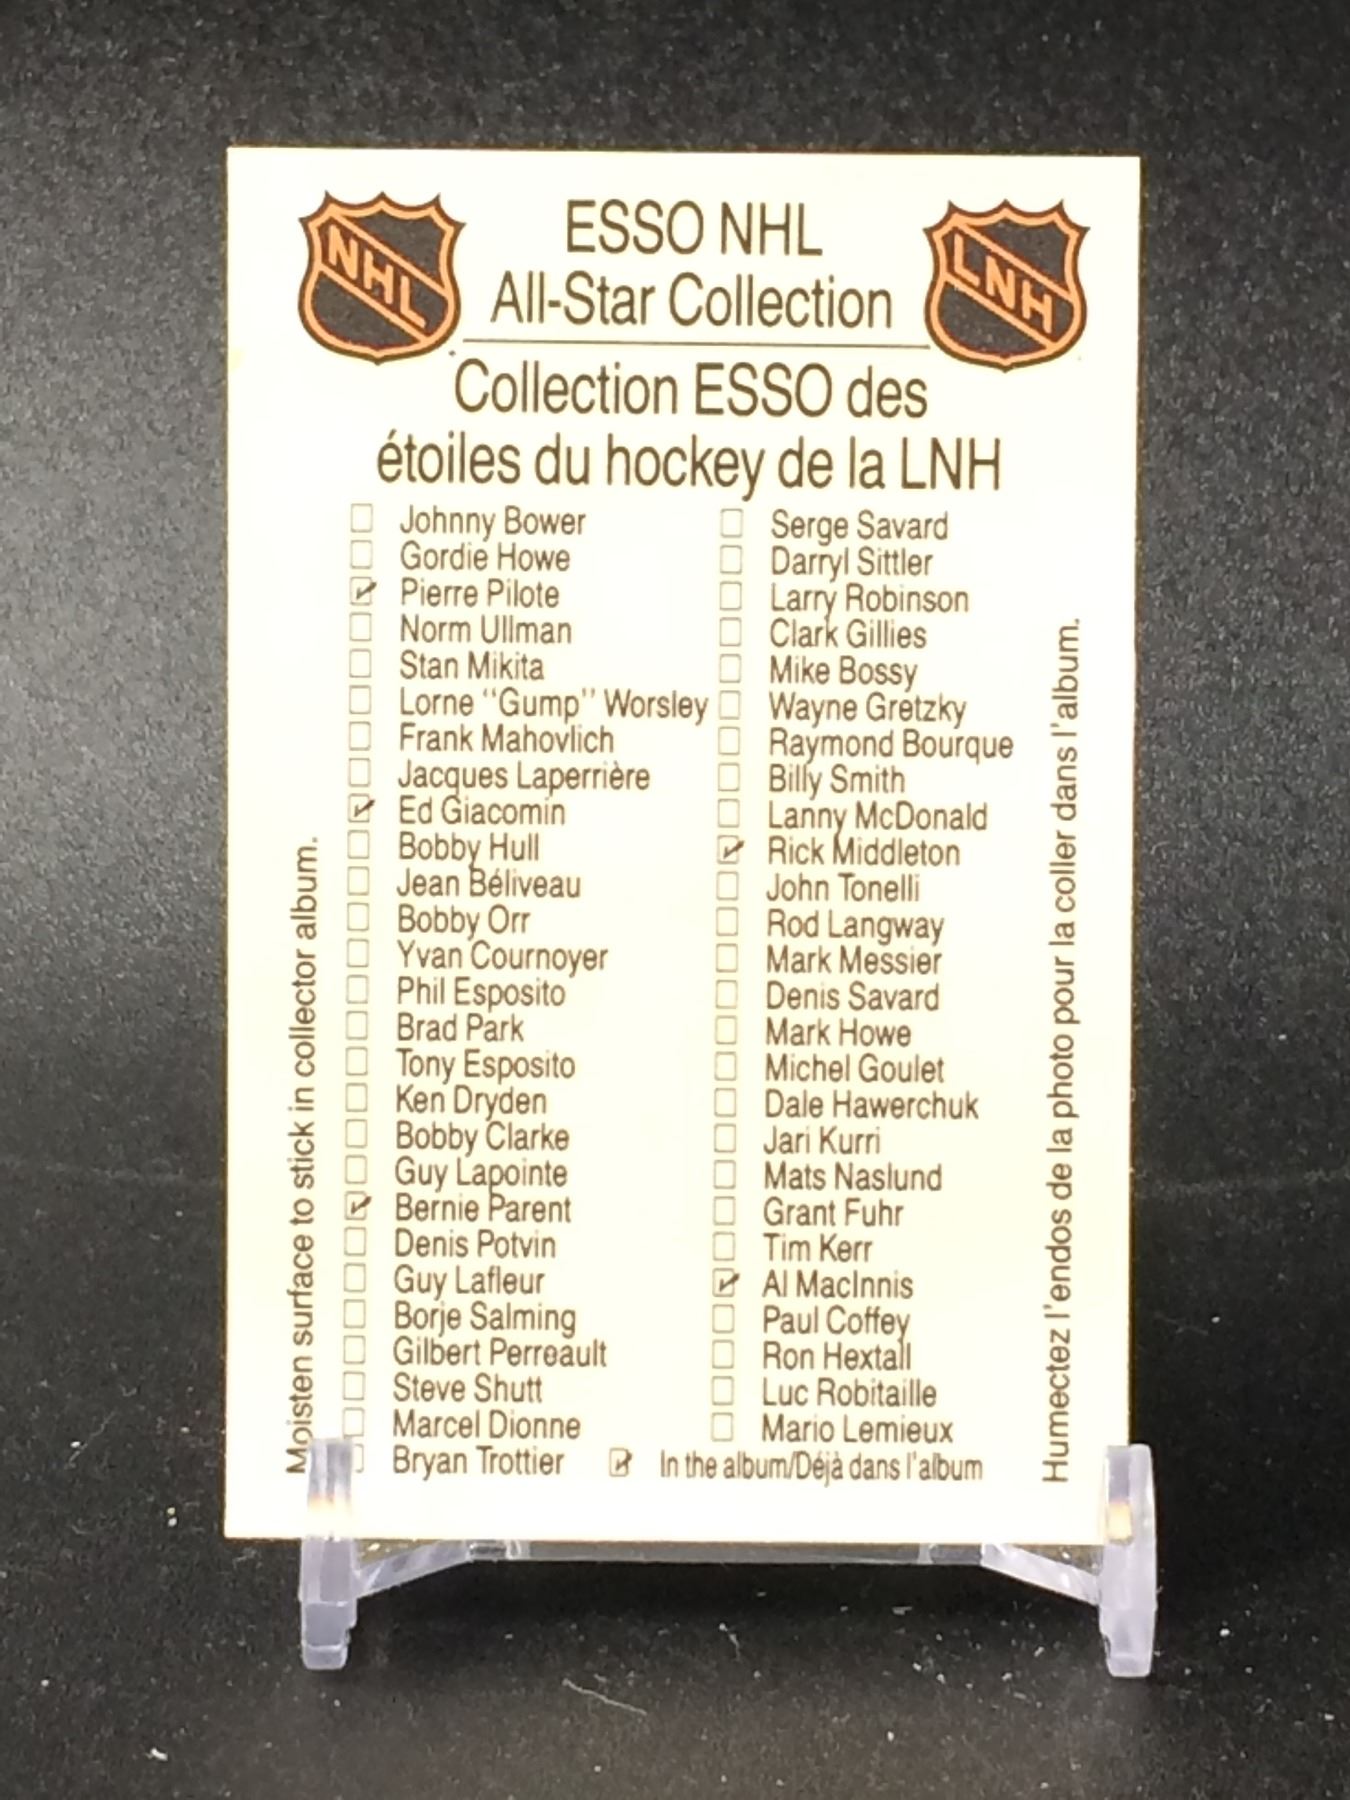 NHL
ESSO NHL
All-Star Collection
LNH
Collection ESSO des
étoiles du hockey de la LNH
Johnny Bower
Gordie Howe
Pierre Pilote
Norm Ullman
Stan Mikita
Lorne "Gump" Worsley
Frank Mahovlich
Jacques Laperrière
Ed Giacomin
Bobby Hull
Jean Béliveau
Bobby Orr
Yvan Cournoyer
Phil Esposito
Brad Park
Tony Esposito
Ken Dryden
Bobby Clarke
Guy Lapointe
Bernie Parent
Denis Potvin
Guy Lafleur
Borje Salming
Gilbert Perreault
Steve Shutt
Marcel Dionne
Bryan Trottier
Serge Savard
Darryl Sittler
Larry Robinson
Clark Gillies
Mike Bossy
Wayne Gretzky
Raymond Bourque
Billy Smith
Lanny McDonald
Rick Middleton
John Tonelli
Rod Langway
Mark Messier
Denis Savard
Mark Howe
Michel Goulet
Dale Hawerchuk
Jari Kurri
Mats Naslund
Grant Fuhr
Tim Kerr
Al MacInnis
Paul Coffey
Ron Hextall
Luc Robitaille
Mario Lemieux
In the album/Déjà dans l'album
Moisten surface to stick in collector album.
Humectez l'endos de la photo pour la coller dans l'album.